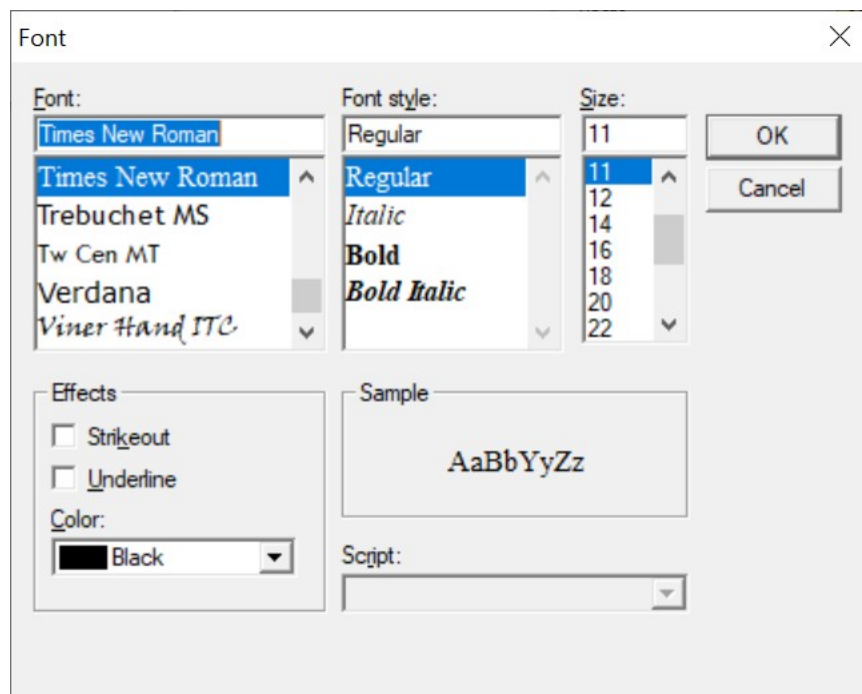 Font
Font:
Times New Roman
Times New Roman
Trebuchet MS
Tw Cen MT
Verdana
Viner Hand ITC
Font style:
Regular
Regular
Italic
Bold
Bold Italic
Size:
11
11
12
14
16
18
20
22
OK
Cancel
Effects
Strikeout
Underline
Color:
Black
Sample
AaBbYyZz
Script: